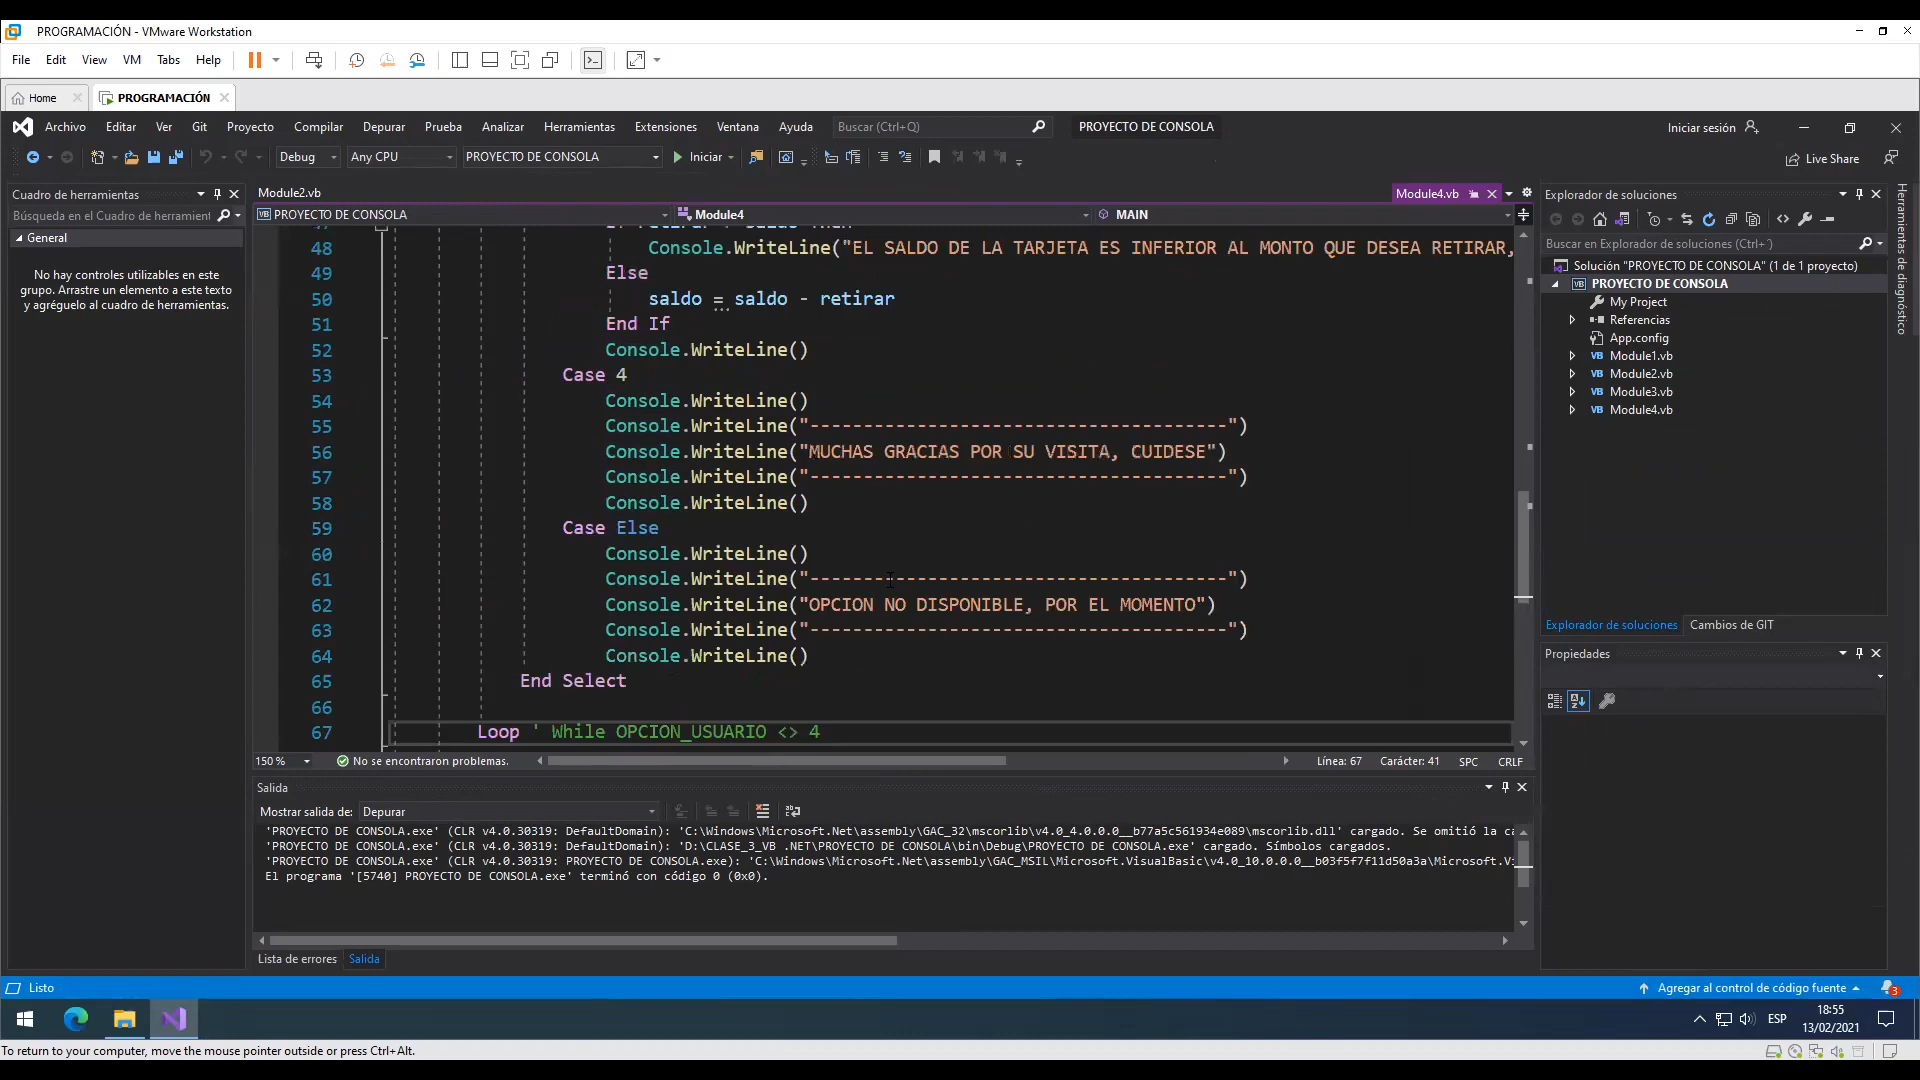 PROGRAMACIÓN - VMware Workstation
File Edit View VM Tabs Help
Home PROGRAMACIÓN
Archivo Editar Ver Git Proyecto Compilar Depurar Prueba Analizar Herramientas Extensiones Ventana Ayuda Buscar (Ctrl+Q) PROYECTO DE CONSOLA Iniciar sesión
Debug Any CPU PROYECTO DE CONSOLA Iniciar Live Share
Cuadro de herramientas
Búsqueda en el Cuadro de herramient
General
No hay controles utilizables en este
grupo. Arrastre un elemento a este texto
y agréguelo al cuadro de herramientas.
Module2.vb Module4.vb
PROYECTO DE CONSOLA Module4 MAIN
48 Console.WriteLine("EL SALDO DE LA TARJETA ES INFERIOR AL MONTO QUE DESEA RETIRAR,
49 Else
50 saldo = saldo - retirar
51 End If
52 Console.WriteLine()
53 Case 4
54 Console.WriteLine()
55 Console.WriteLine("---------------------------------------")
56 Console.WriteLine("MUCHAS GRACIAS POR SU VISITA, CUIDESE")
57 Console.WriteLine("---------------------------------------")
58 Console.WriteLine()
59 Case Else
60 Console.WriteLine()
61 Console.WriteLine("---------------------------------------")
62 Console.WriteLine("OPCION NO DISPONIBLE, POR EL MOMENTO")
63 Console.WriteLine("---------------------------------------")
64 Console.WriteLine()
65 End Select
66
67 Loop ' While OPCION_USUARIO <> 4
150 % No se encontraron problemas. Línea: 67 Carácter: 41 SPC CRLF
Salida
Mostrar salida de: Depurar
'PROYECTO DE CONSOLA.exe' (CLR v4.0.30319: DefaultDomain): 'C:\Windows\Microsoft.Net\assembly\GAC_32\mscorlib\v4.0_4.0.0.0__b77a5c561934e089\mscorlib.dll' cargado. Se omitió la ca
'PROYECTO DE CONSOLA.exe' (CLR v4.0.30319: DefaultDomain): 'D:\CLASE_3_VB .NET\PROYECTO DE CONSOLA\bin\Debug\PROYECTO DE CONSOLA.exe' cargado. Símbolos cargados.
'PROYECTO DE CONSOLA.exe' (CLR v4.0.30319: PROYECTO DE CONSOLA.exe): 'C:\Windows\Microsoft.Net\assembly\GAC_MSIL\Microsoft.VisualBasic\v4.0_10.0.0.0__b03f5f7f11d50a3a\Microsoft.Vi
El programa '[5740] PROYECTO DE CONSOLA.exe' terminó con código 0 (0x0).
Lista de errores Salida
Explorador de soluciones
Buscar en Explorador de soluciones (Ctrl+´)
Solución "PROYECTO DE CONSOLA" (1 de 1 proyecto)
PROYECTO DE CONSOLA
My Project
Referencias
App.config
VB Module1.vb
VB Module2.vb
VB Module3.vb
VB Module4.vb
Explorador de soluciones Cambios de GIT
Propiedades
Herramientas de diagnóstico
Listo Agregar al control de código fuente 3
ESP 18:55
13/02/2021
To return to your computer, move the mouse pointer outside or press Ctrl+Alt.